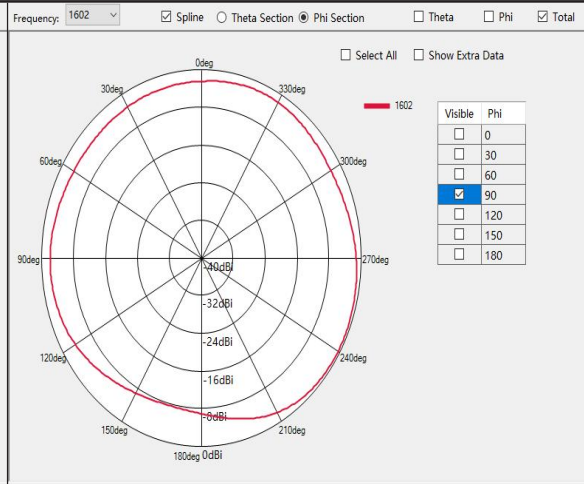 Frequency: 1602 Spline Theta Section Phi Section Theta Phi Total
Select All Show Extra Data
0deg
30deg 330deg
1602
Visible Phi
0
30
60
90
120
150
180
60deg 300deg
90deg 270deg
-40dBi
-32dBi
-24dBi
120deg 240deg
-16dBi
-8dBi
150deg 210deg
180deg 0dBi